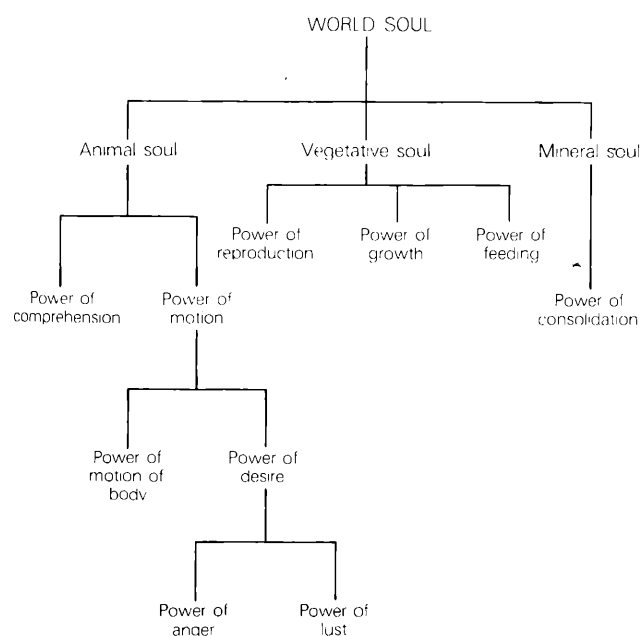 WORLD SOUL
Animal soul
Vegetative soul
Mineral soul
Power of
reproduction
Power of
growth
Power of
feeding
Power of
comprehension
Power of
motion
Power of
consolidation
Power of
motion of
body
Power of
desire
Power of
anger
Power of
lust